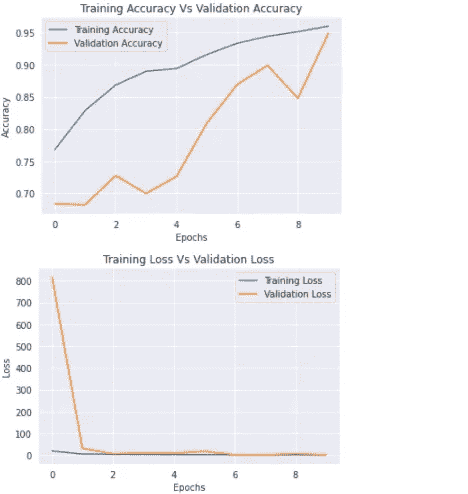 Training Accuracy Vs Validation Accuracy
Training Accuracy
Validation Accuracy
0.95
0.90
0.85
0.80
0.75
0.70
Accuracy
0 2 4 6 8
Epochs
Training Loss Vs Validation Loss
Training Loss
Validation Loss
800
700
600
500
400
300
200
100
0
Loss
0 2 4 6 8
Epochs